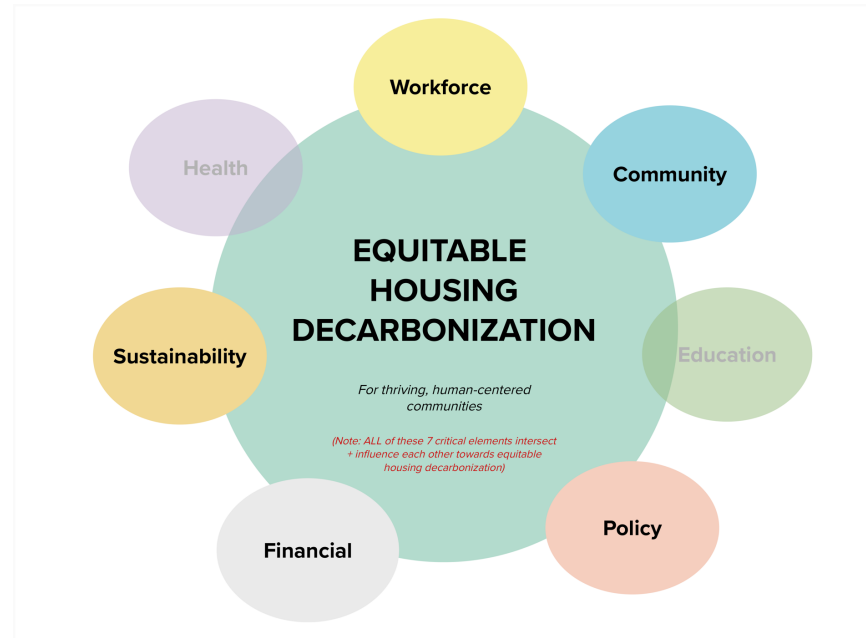 Workforce
Health
Community
EQUITABLE
HOUSING
DECARBONIZATION
Sustainability
Education
For thriving, human-centered
communities
(Note: ALL of these 7 critical elements intersect
+ influence each other towards equitable
housing decarbonization)
Financial
Policy